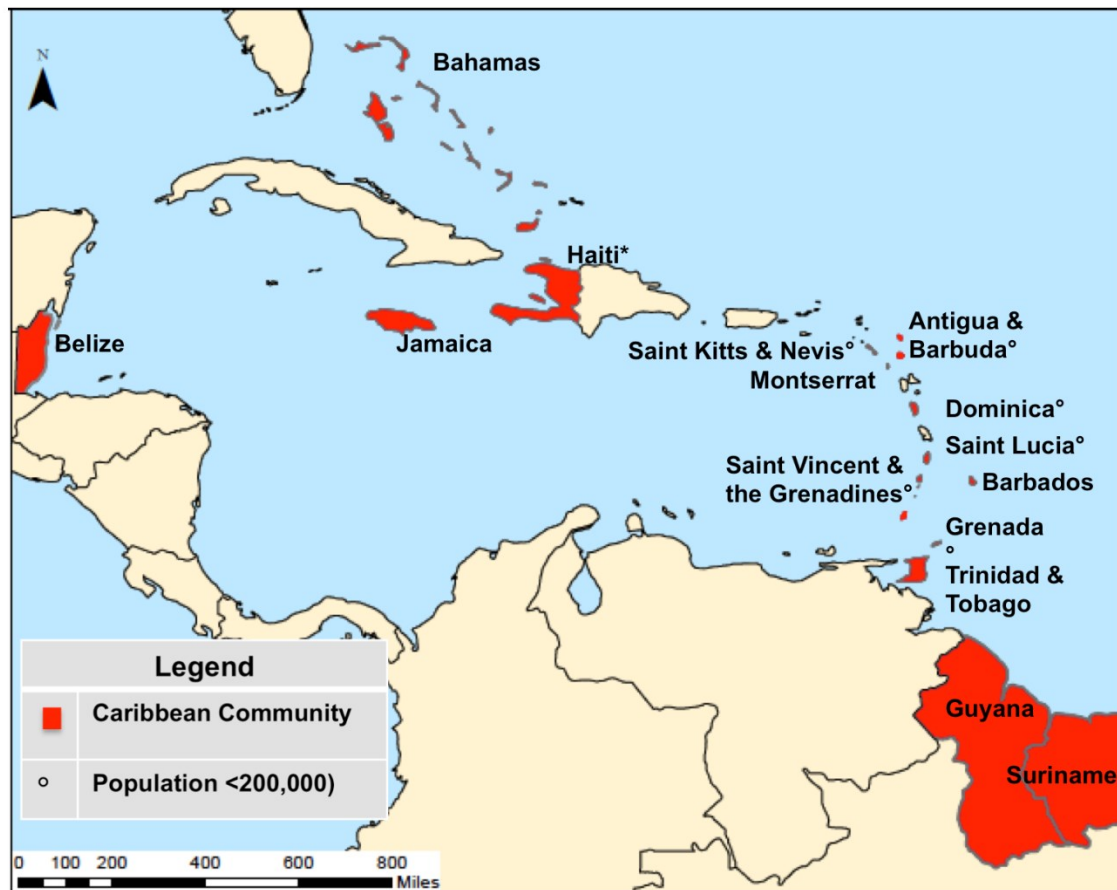 N
Bahamas
Haiti*
Belize
Jamaica
Antigua &
Barbuda°
Saint Kitts & Nevis°
Montserrat
Dominica°
Saint Lucia°
Saint Vincent &
the Grenadines°
Barbados
Grenada
°
Trinidad &
Tobago
Guyana
Suriname
Legend
Caribbean Community
° Population <200,000)
0 100 200 400 600 800
Miles